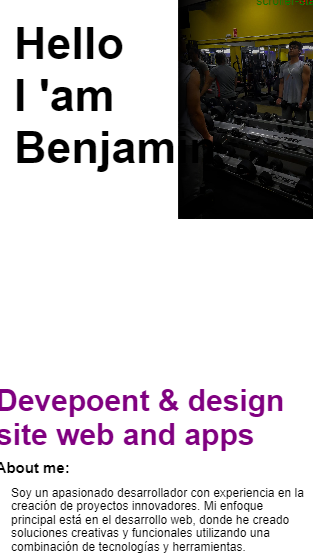 Hello
I 'am
Benjamin
Devepoent & design
site web and apps
About me:
Soy un apasionado desarrollador con experiencia en la
creación de proyectos innovadores. Mi enfoque
principal está en el desarrollo web, donde he creado
soluciones creativas y funcionales utilizando una
combinación de tecnologías y herramientas.